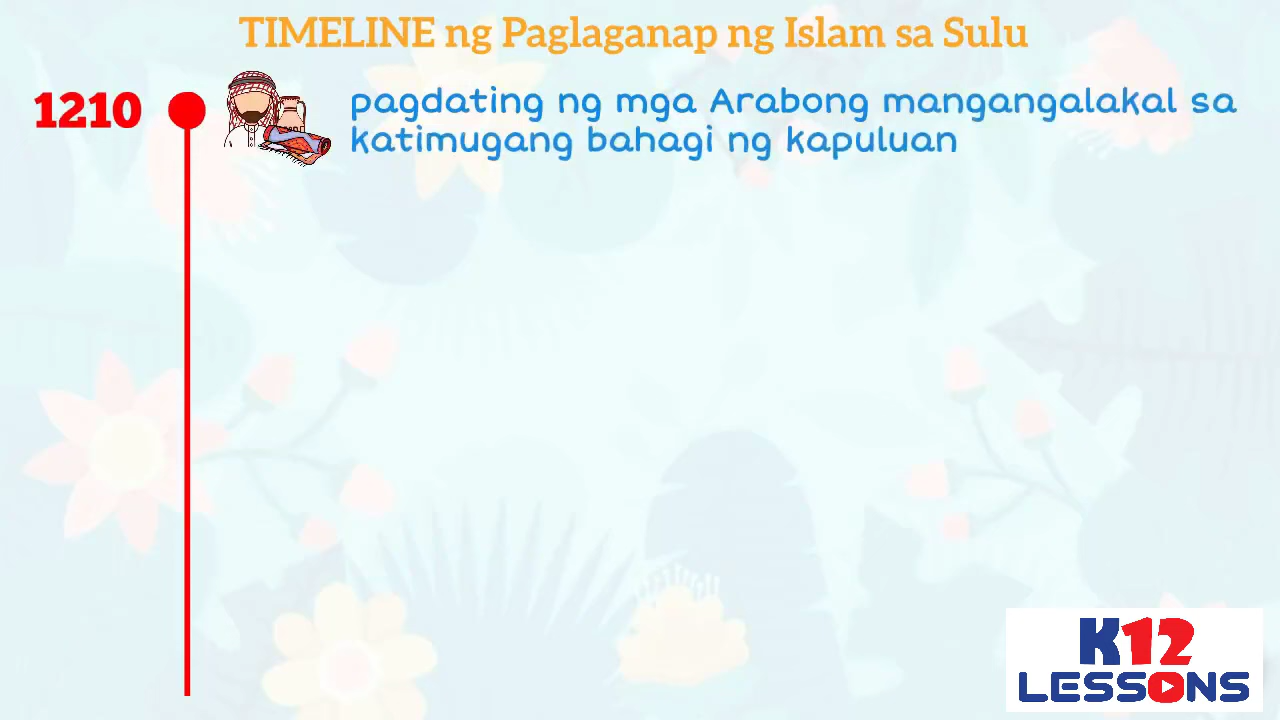 TIMELINE ng Paglaganap ng Islam sa Sulu
1210
pagdating ng mga Arabong mangangalakal sa
katimugang bahagi ng kapuluan
K12
LESSONS